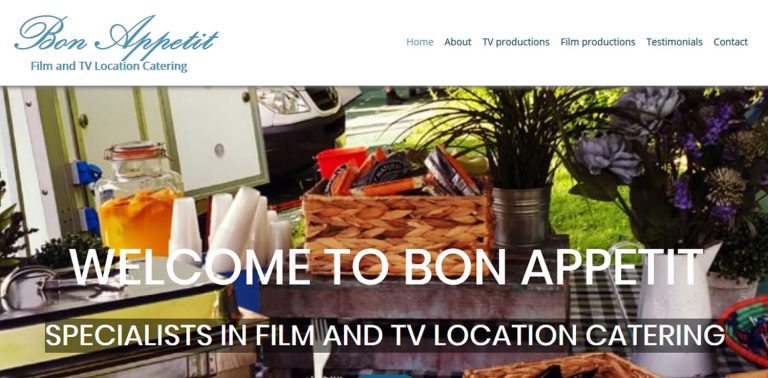 Bon Appetit
Film and TV Location Catering
Home About TV productions Film productions Testimonials Contact
WELCOME TO BON APPETIT
SPECIALISTS IN FILM AND TV LOCATION CATERING